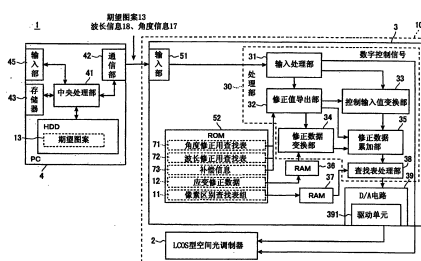 1
期望图案13
波长信息18、角度信息17
3
10
数字控制信号
45
输入部
42
通信部
41
43
存储器
中央处理部
HDD
13
期望图案
PC
4
51
输入部
30
处理部
31
输入处理部
32
修正值导出部
33
控制输入值变换部
34
修正数据变换部
35
修正数据累加部
52
ROM
71
角度修正用查找表
72
波长修正用查找表
73
补偿信息
12
应变修正数据
11
像素区别查找表组
36
RAM
37
RAM
38
查找表处理部
39
D/A电路
391
驱动单元
2
LCOS型空间光调制器